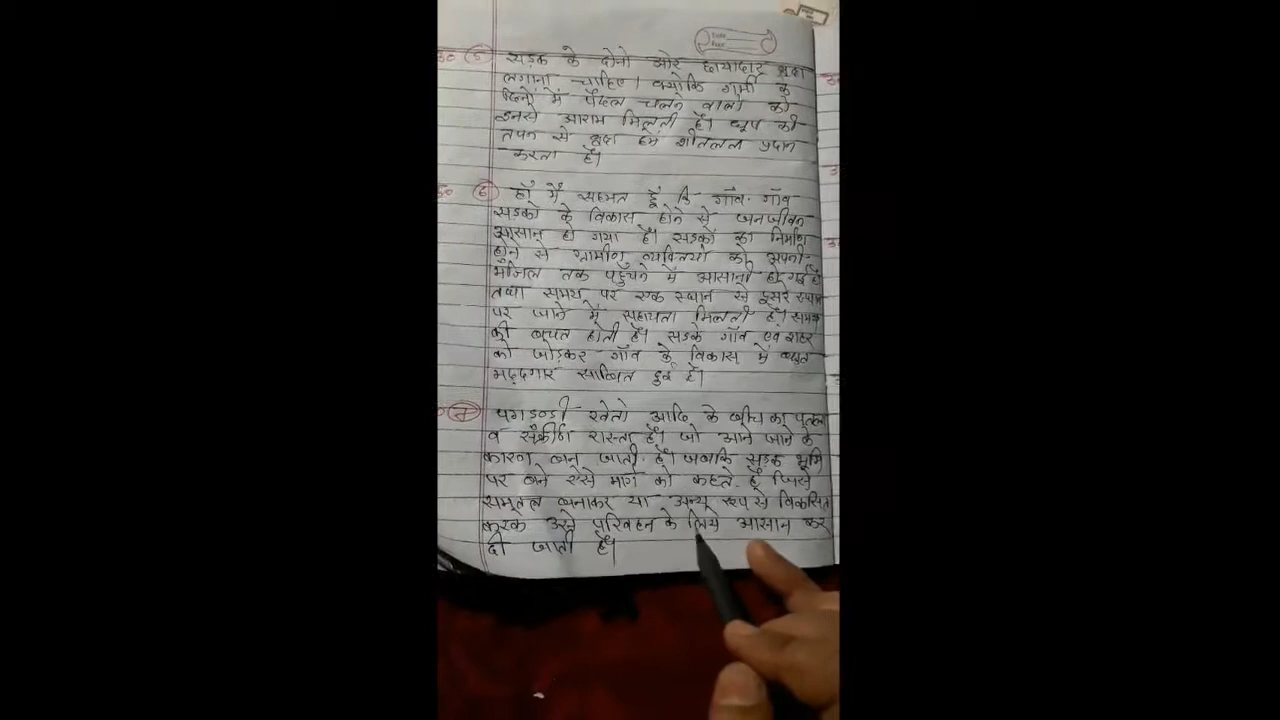 उ० ⑤ सड़क के दोनो ओर छायादार वृक्ष
लगाना चाहिए। क्योकि गर्मी के
दिनों में पैदल चलने वालो को
इनसे आराम मिलती है। धूप की
तपन से वृक्ष हमें शीतलत प्रदान
करता है।
उ० ⑥ हाँ मैं सहमत हूँ कि गाँव-गाँव
सड़को के विकास होने से जनजीवन
आसान हो गया है। सड़कों का निर्माण
होने से ग्रामीण व्यक्तियो को अपनी
मंजिल तक पहुँचने में आसानी हो गई है
तथा समय पर एक स्थान से दूसरे स्थान
पर जाने में सहायता मिलती है। समय
की बचत होती है। सड़के गाँव एवं शहर
को जोड़कर गाँव के विकास में बहुत
मद्दगार साबित हुई है।
⑦ पगडण्डी खेतो आदि के बीच का पतला
व संकीर्ण रास्ता है। जो आने जाने के
कारण बन जाती है। जबकि सड़क भूमि
पर बने ऐसे मार्ग को कहते है जिसे
समतल बनाकर या अन्य रूप से विकसित
करके उसे परिवहन के लिये आसान कर
दी जाती है।